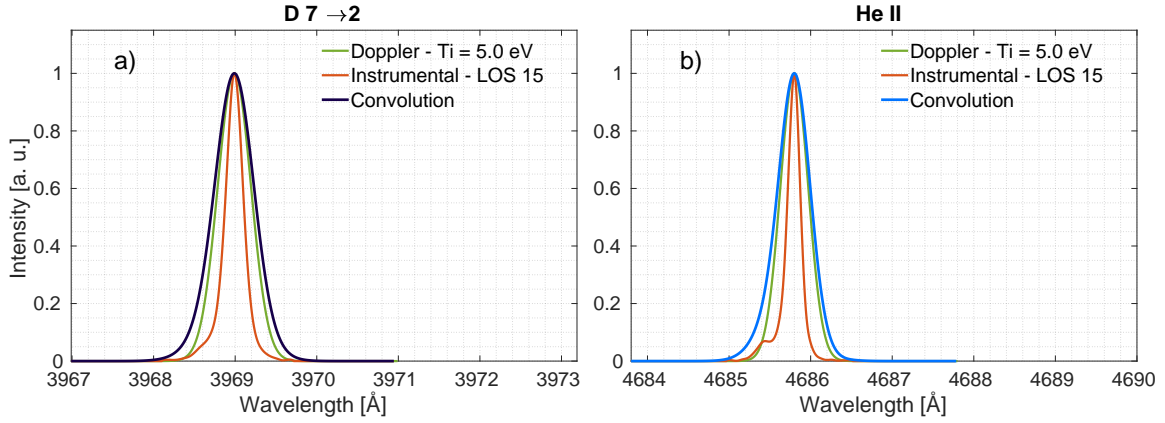 D 7 →2
a)
Doppler - Ti = 5.0 eV
Instrumental - LOS 15
Convolution
Intensity [a. u.]
1
0.8
0.6
0.4
0.2
0
3967 3968 3969 3970 3971 3972 3973
Wavelength [Å]
He II
b)
Doppler - Ti = 5.0 eV
Instrumental - LOS 15
Convolution
1
0.8
0.6
0.4
0.2
0
4684 4685 4686 4687 4688 4689 4690
Wavelength [Å]